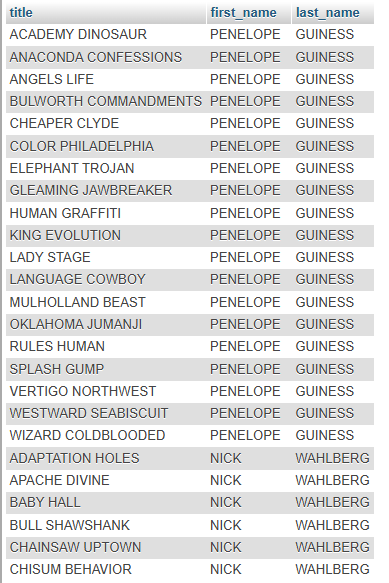 title first_name last_name
ACADEMY DINOSAUR PENELOPE GUINESS
ANACONDA CONFESSIONS PENELOPE GUINESS
ANGELS LIFE PENELOPE GUINESS
BULWORTH COMMANDMENTS PENELOPE GUINESS
CHEAPER CLYDE PENELOPE GUINESS
COLOR PHILADELPHIA PENELOPE GUINESS
ELEPHANT TROJAN PENELOPE GUINESS
GLEAMING JAWBREAKER PENELOPE GUINESS
HUMAN GRAFFITI PENELOPE GUINESS
KING EVOLUTION PENELOPE GUINESS
LADY STAGE PENELOPE GUINESS
LANGUAGE COWBOY PENELOPE GUINESS
MULHOLLAND BEAST PENELOPE GUINESS
OKLAHOMA JUMANJI PENELOPE GUINESS
RULES HUMAN PENELOPE GUINESS
SPLASH GUMP PENELOPE GUINESS
VERTIGO NORTHWEST PENELOPE GUINESS
WESTWARD SEABISCUIT PENELOPE GUINESS
WIZARD COLDBLOODED PENELOPE GUINESS
ADAPTATION HOLES NICK WAHLBERG
APACHE DIVINE NICK WAHLBERG
BABY HALL NICK WAHLBERG
BULL SHAWSHANK NICK WAHLBERG
CHAINSAW UPTOWN NICK WAHLBERG
CHISUM BEHAVIOR NICK WAHLBERG